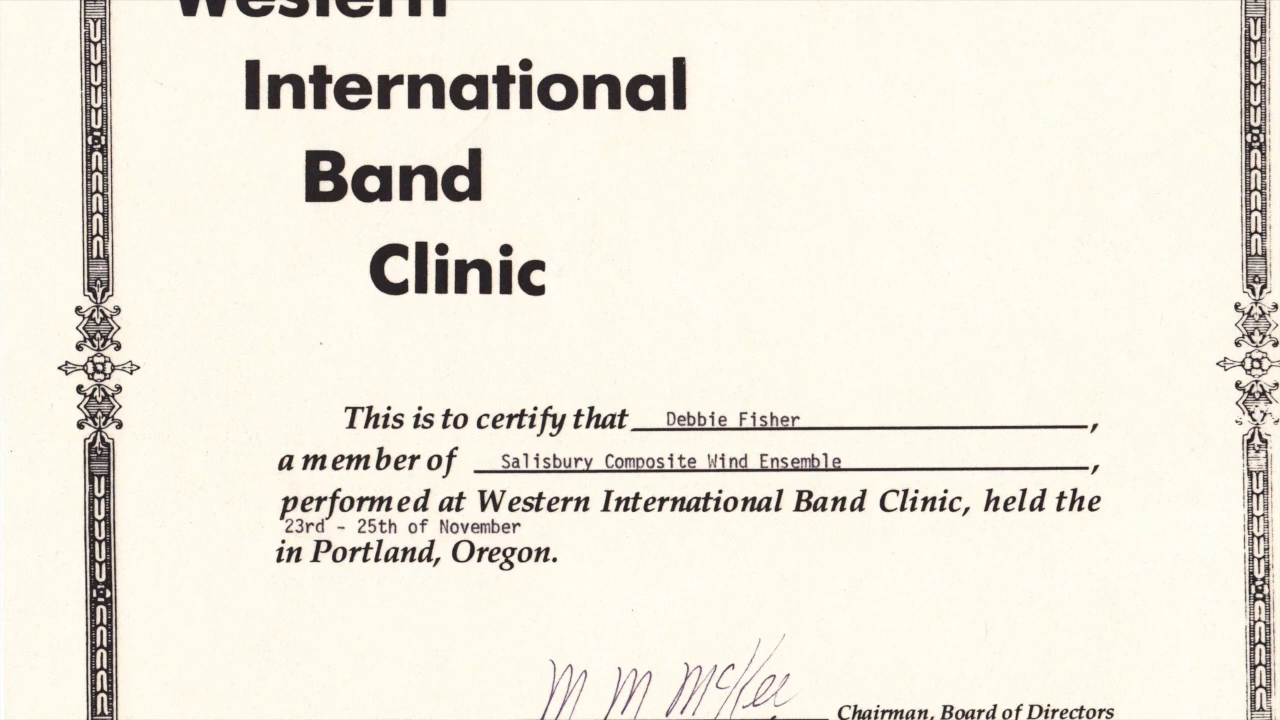 Western
International
Band
Clinic
This is to certify that Debbie Fisher,
a member of Salisbury Composite Wind Ensemble,
performed at Western International Band Clinic, held the
23rd - 25th of November
in Portland, Oregon.
M M McKee
Chairman, Board of Directors